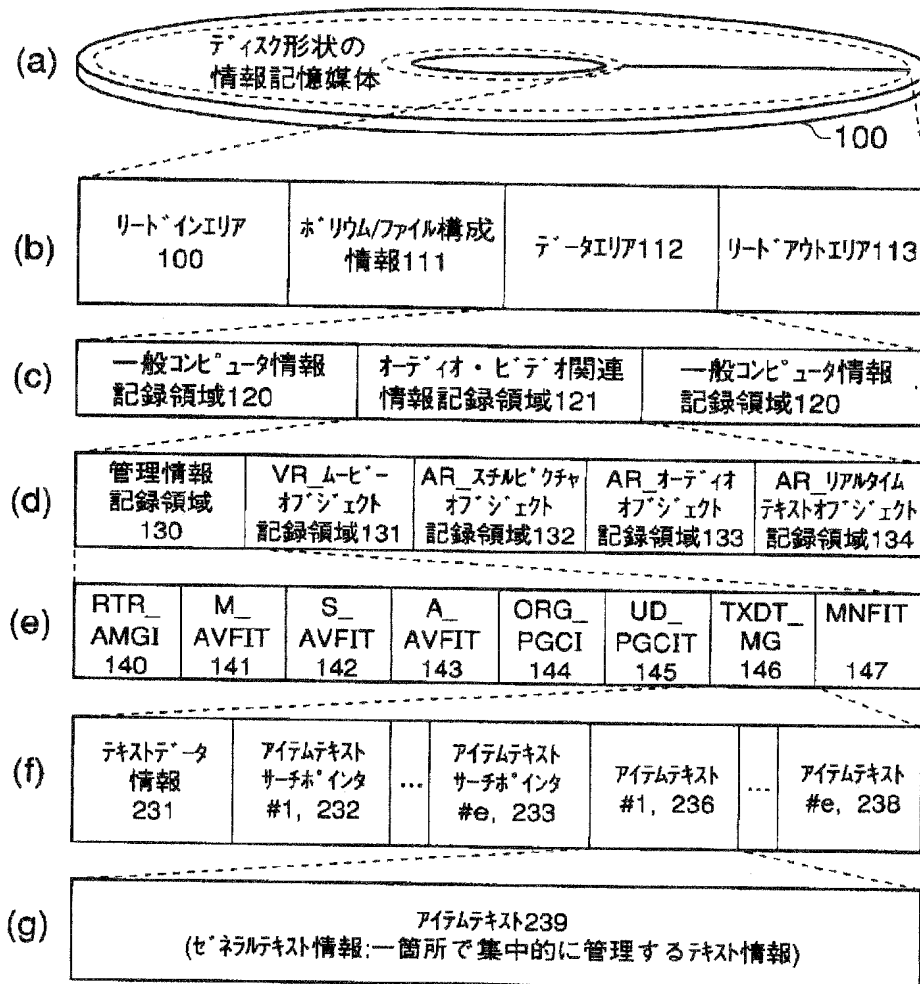 (a)
ディスク形状の
情報記憶媒体
100
(b)
リードインエリア
100
ボリウム/ファイル構成
情報111
データエリア112
リードアウトエリア113
(c)
一般コンピュータ情報
記録領域120
オーディオ・ビデオ関連
情報記録領域121
一般コンピュータ情報
記録領域120
(d)
管理情報
記録領域
130
VR_ムービー
オブジェクト
記録領域131
AR_スチルピクチャ
オブジェクト
記録領域132
AR_オーディオ
オブジェクト
記録領域133
AR_リアルタイム
テキストオブジェクト
記録領域134
(e)
RTR_
AMGI
140
M_
AVFIT
141
S_
AVFIT
142
A_
AVFIT
143
ORG_
PGCI
144
UD_
PGCIT
145
TXDT_
MG
146
MNFIT
147
(f)
テキストデータ
情報
231
アイテムテキスト
サーチポインタ
#1, 232
...
アイテムテキスト
サーチポインタ
#e, 233
アイテムテキスト
#1, 236
...
アイテムテキスト
#e, 238
(g)
アイテムテキスト239
(ゼネラルテキスト情報:一箇所で集中的に管理するテキスト情報)